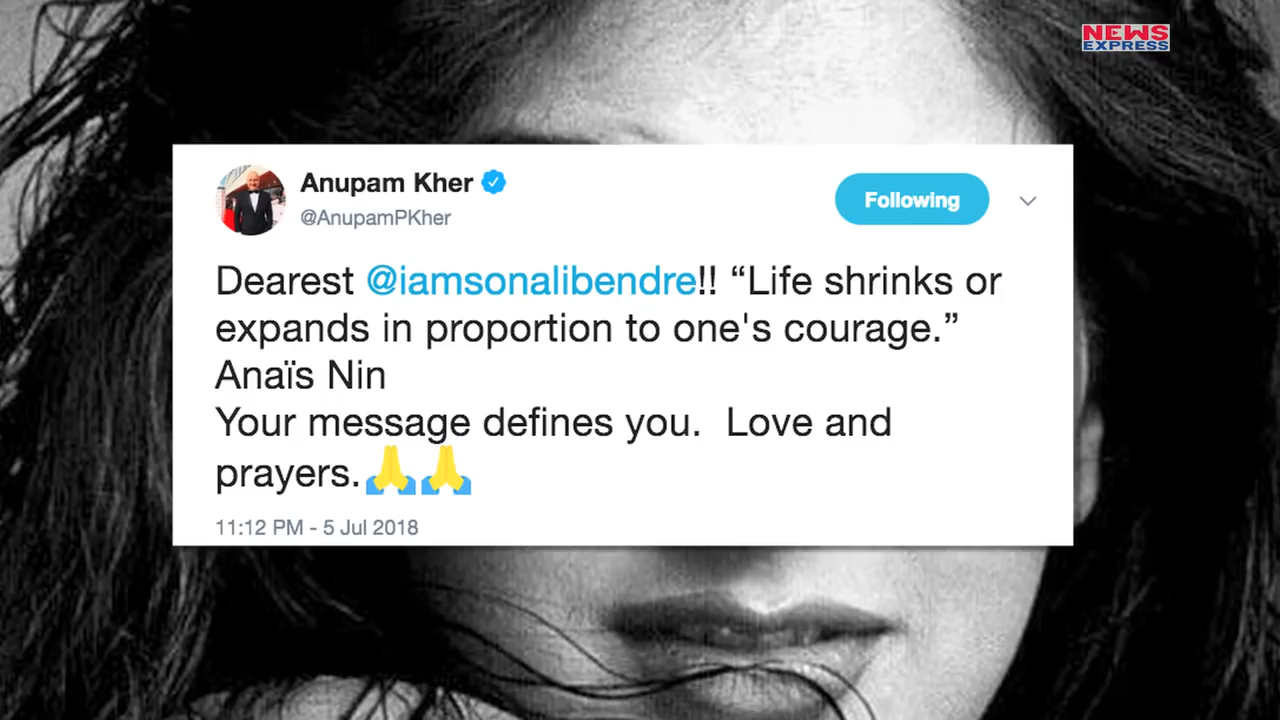 NEWS
EXPRESS
Anupam Kher
@AnupamPKher
Following
Dearest @iamsonalibendre!! “Life shrinks or
expands in proportion to one's courage.”
Anaïs Nin
Your message defines you.  Love and
prayers.🙏🙏
11:12 PM - 5 Jul 2018